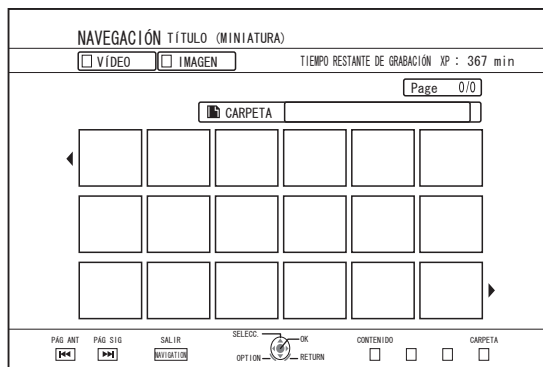 NAVEGACIÓN TÍTULO (MINIATURA)
VÍDEO IMAGEN TIEMPO RESTANTE DE GRABACIÓN XP : 367 min
Page 0/0
CARPETA
PÁG ANT PÁG SIG SALIR SELECC. OK CONTENIDO CARPETA
NAVIGATION OPTION RETURN